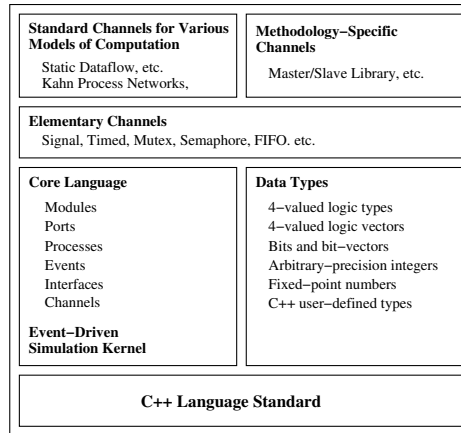 Standard Channels for Various
Models of Computation
Static Dataflow, etc.
Kahn Process Networks,
Methodology−Specific
Channels
Master/Slave Library, etc.
Elementary Channels
Signal, Timed, Mutex, Semaphore, FIFO. etc.
Core Language
Modules
Ports
Processes
Events
Interfaces
Channels
Event−Driven
Simulation Kernel
Data Types
4−valued logic types
4−valued logic vectors
Bits and bit−vectors
Arbitrary−precision integers
Fixed−point numbers
C++ user−defined types
C++ Language Standard